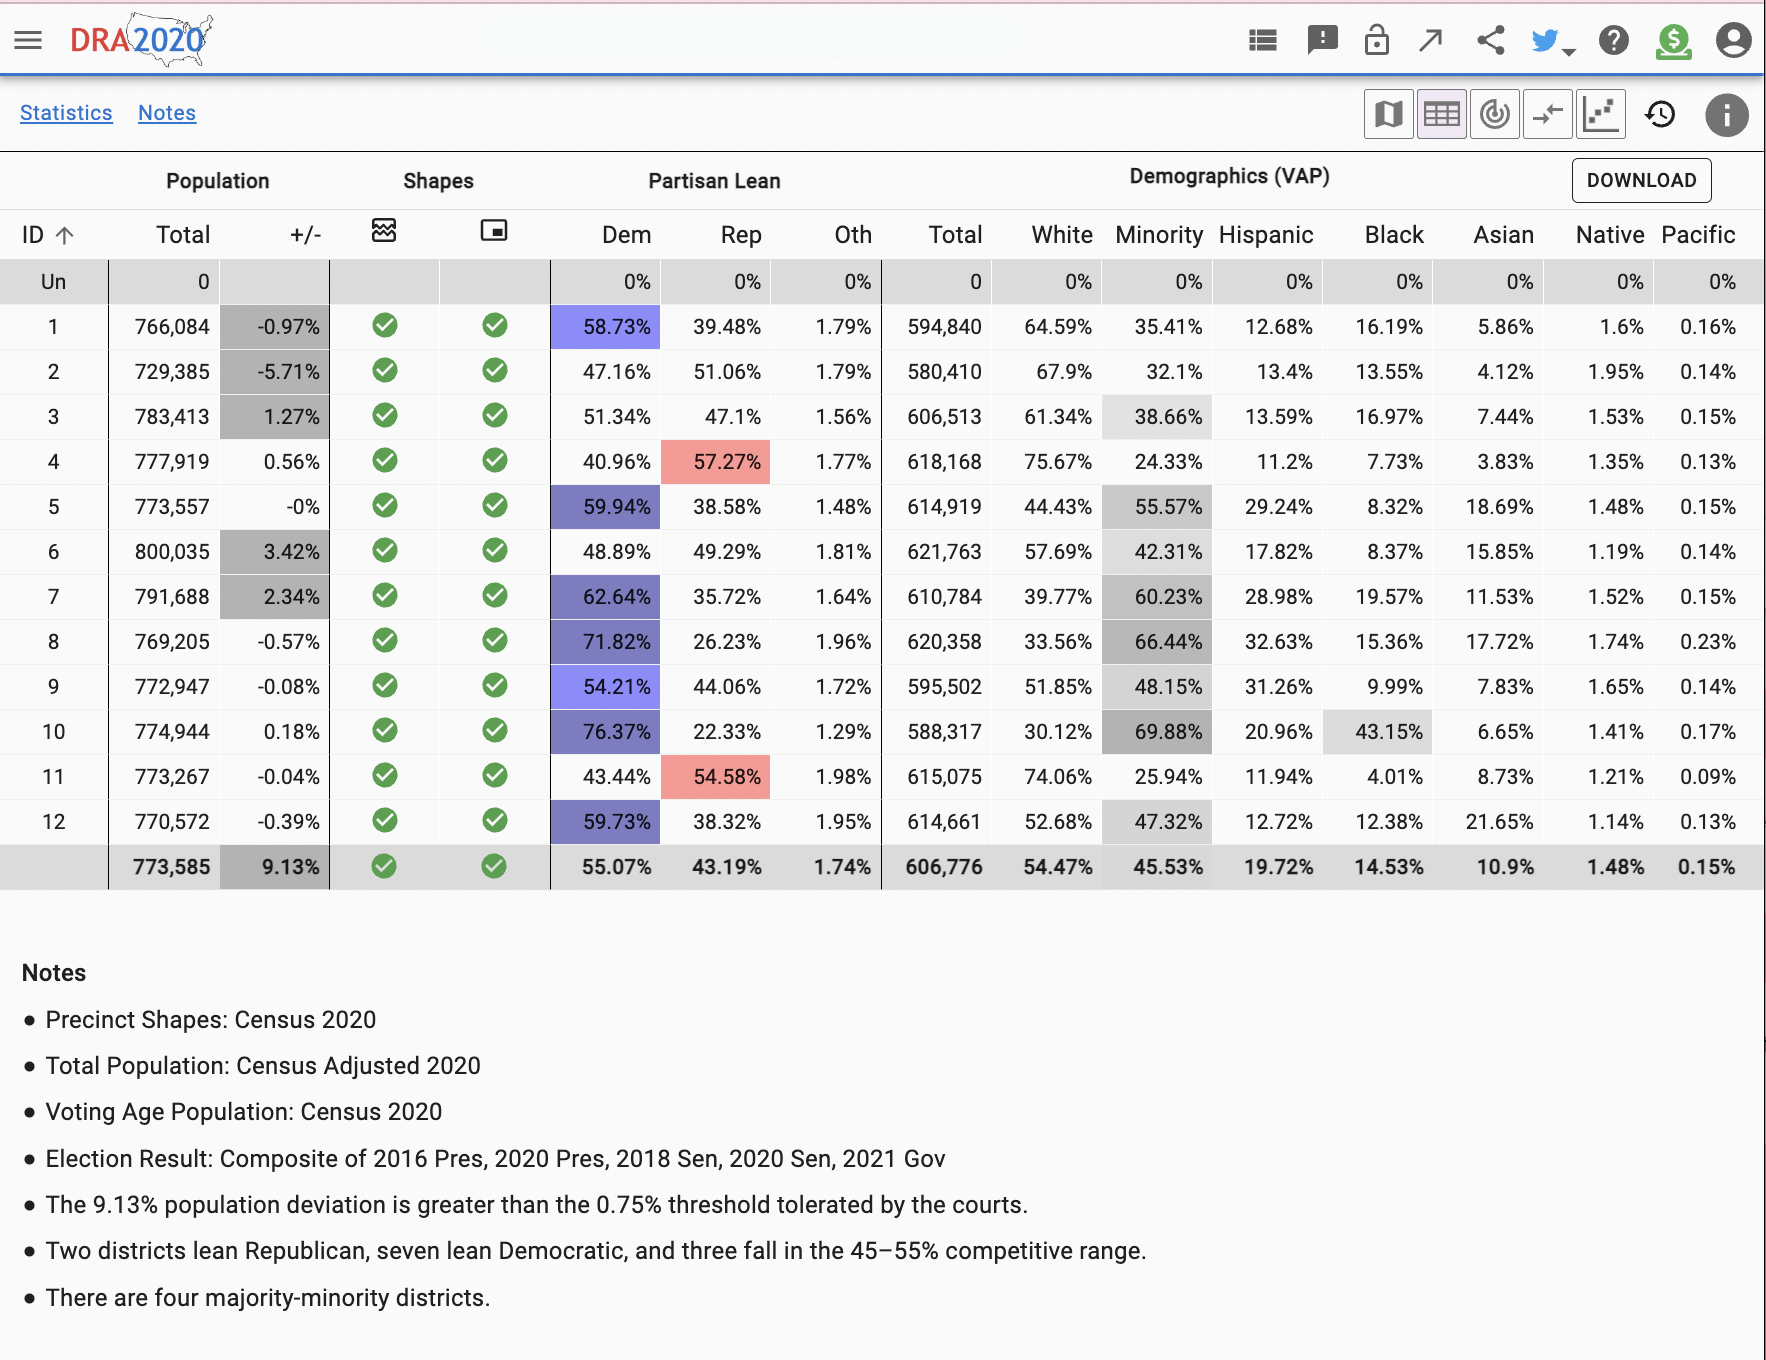 DRA2020
Statistics Notes
Population Shapes Partisan Lean Demographics (VAP) DOWNLOAD
ID Total +/- Dem Rep Oth Total White Minority Hispanic Black Asian Native Pacific
Un 0 0% 0% 0% 0 0% 0% 0% 0% 0% 0% 0%
1 766,084 -0.97% 58.73% 39.48% 1.79% 594,840 64.59% 35.41% 12.68% 16.19% 5.86% 1.6% 0.16%
2 729,385 -5.71% 47.16% 51.06% 1.79% 580,410 67.9% 32.1% 13.4% 13.55% 4.12% 1.95% 0.14%
3 783,413 1.27% 51.34% 47.1% 1.56% 606,513 61.34% 38.66% 13.59% 16.97% 7.44% 1.53% 0.15%
4 777,919 0.56% 40.96% 57.27% 1.77% 618,168 75.67% 24.33% 11.2% 7.73% 3.83% 1.35% 0.13%
5 773,557 -0% 59.94% 38.58% 1.48% 614,919 44.43% 55.57% 29.24% 8.32% 18.69% 1.48% 0.15%
6 800,035 3.42% 48.89% 49.29% 1.81% 621,763 57.69% 42.31% 17.82% 8.37% 15.85% 1.19% 0.14%
7 791,688 2.34% 62.64% 35.72% 1.64% 610,784 39.77% 60.23% 28.98% 19.57% 11.53% 1.52% 0.15%
8 769,205 -0.57% 71.82% 26.23% 1.96% 620,358 33.56% 66.44% 32.63% 15.36% 17.72% 1.74% 0.23%
9 772,947 -0.08% 54.21% 44.06% 1.72% 595,502 51.85% 48.15% 31.26% 9.99% 7.83% 1.65% 0.14%
10 774,944 0.18% 76.37% 22.33% 1.29% 588,317 30.12% 69.88% 20.96% 43.15% 6.65% 1.41% 0.17%
11 773,267 -0.04% 43.44% 54.58% 1.98% 615,075 74.06% 25.94% 11.94% 4.01% 8.73% 1.21% 0.09%
12 770,572 -0.39% 59.73% 38.32% 1.95% 614,661 52.68% 47.32% 12.72% 12.38% 21.65% 1.14% 0.13%
773,585 9.13% 55.07% 43.19% 1.74% 606,776 54.47% 45.53% 19.72% 14.53% 10.9% 1.48% 0.15%
Notes
• Precinct Shapes: Census 2020
• Total Population: Census Adjusted 2020
• Voting Age Population: Census 2020
• Election Result: Composite of 2016 Pres, 2020 Pres, 2018 Sen, 2020 Sen, 2021 Gov
• The 9.13% population deviation is greater than the 0.75% threshold tolerated by the courts.
• Two districts lean Republican, seven lean Democratic, and three fall in the 45–55% competitive range.
• There are four majority-minority districts.